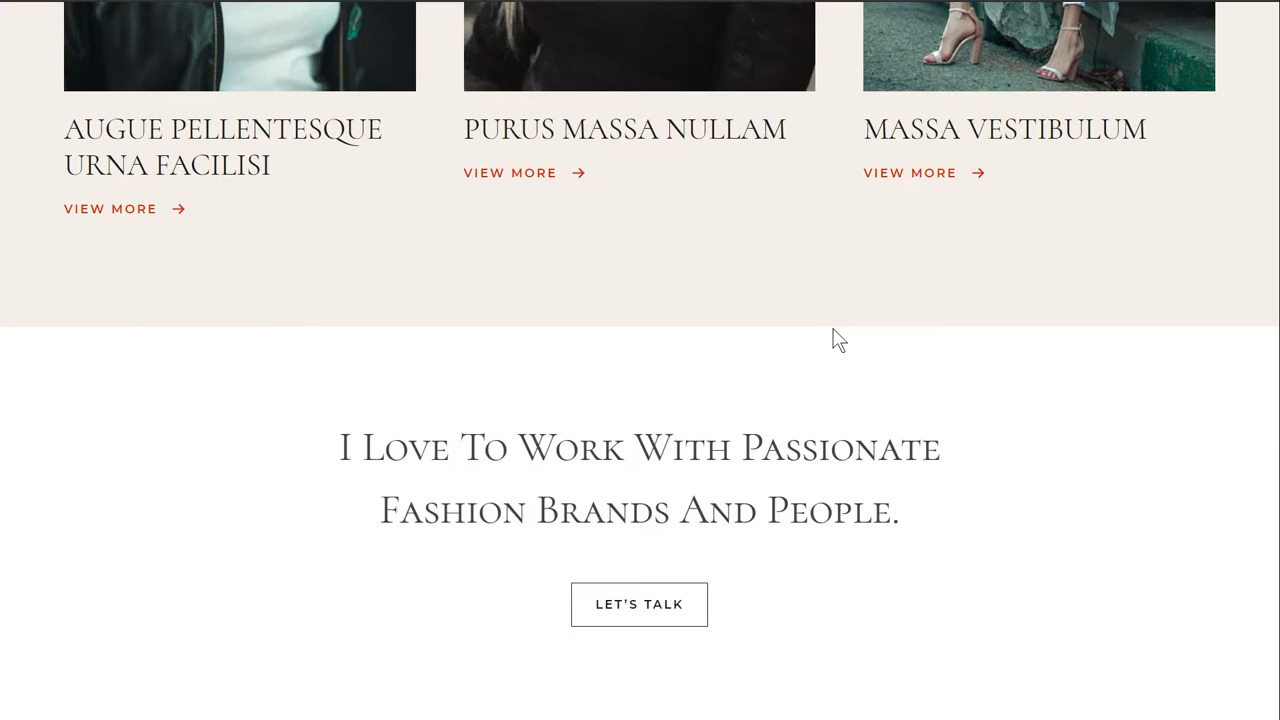 AUGUE PELLENTESQUE
URNA FACILISI
VIEW MORE →
PURUS MASSA NULLAM
VIEW MORE →
MASSA VESTIBULUM
VIEW MORE →
I Love To Work With Passionate
Fashion Brands And People.
LET'S TALK